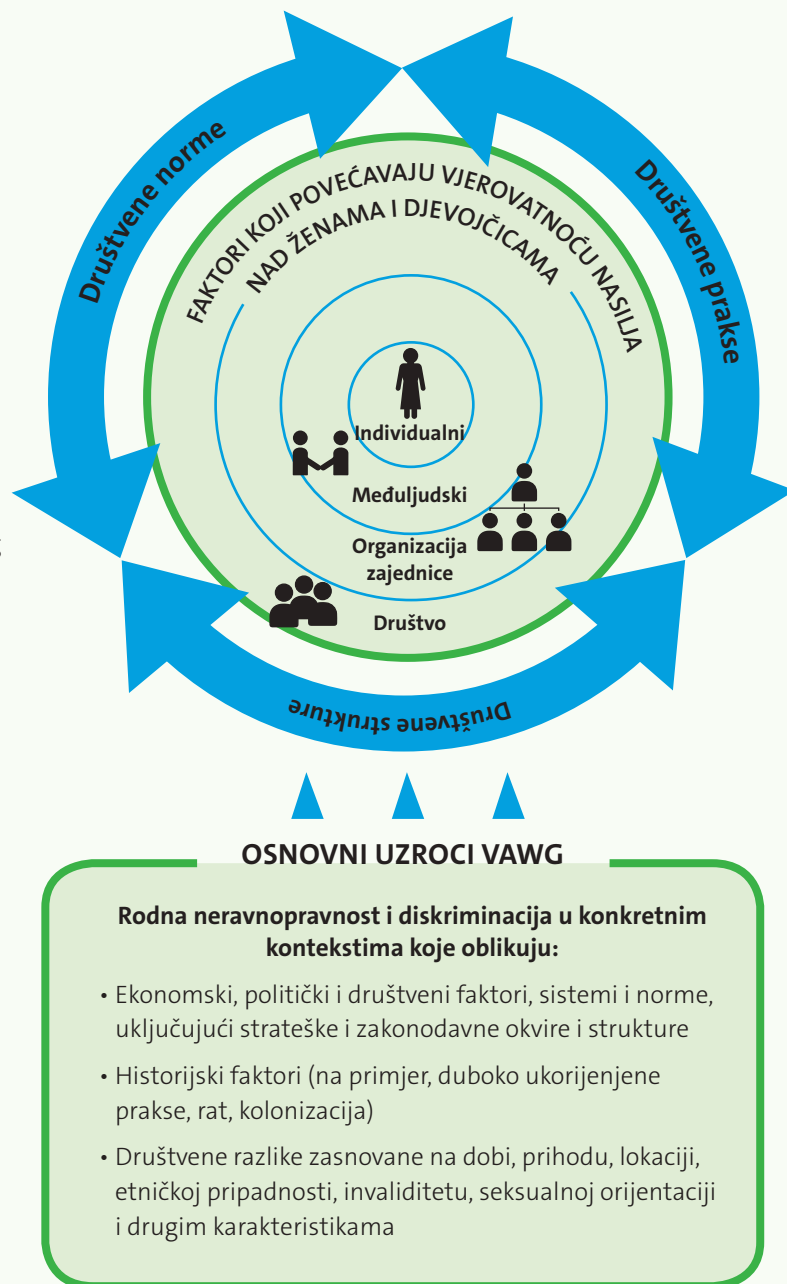 Društvene norme
Društvene prakse
FAKTORI KOJI POVEĆAVAJU VJEROVATNOĆU NASILJA
NAD ŽENAMA I DJEVOJČICAMA
Individualni
Međuljudski
Organizacija
zajednice
Društvo
Društvene strukture
OSNOVNI UZROCI VAWG
Rodna neravnopravnost i diskriminacija u konkretnim
kontekstima koje oblikuju:
• Ekonomski, politički i društveni faktori, sistemi i norme,
uključujući strateške i zakonodavne okvire i strukture
• Historijski faktori (na primjer, duboko ukorijenjene
prakse, rat, kolonizacija)
• Društvene razlike zasnovane na dobi, prihodu, lokaciji,
etničkoj pripadnosti, invaliditetu, seksualnoj orijentaciji
i drugim karakteristikama